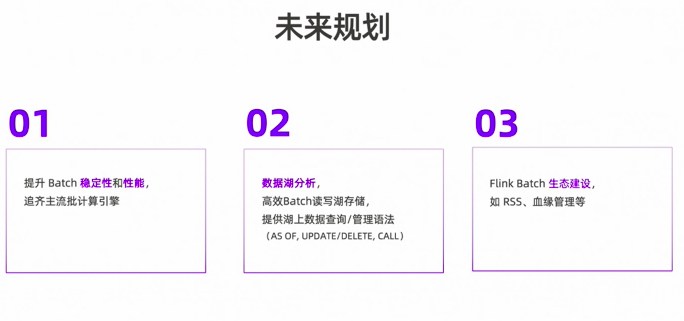 未来规划
01
提升 Batch 稳定性和性能，
追齐主流批计算引擎
02
数据湖分析，
高效Batch读写湖存储，
提供湖上数据查询/管理语法
（AS OF, UPDATE/DELETE, CALL）
03
Flink Batch 生态建设，
如 RSS、血缘管理等